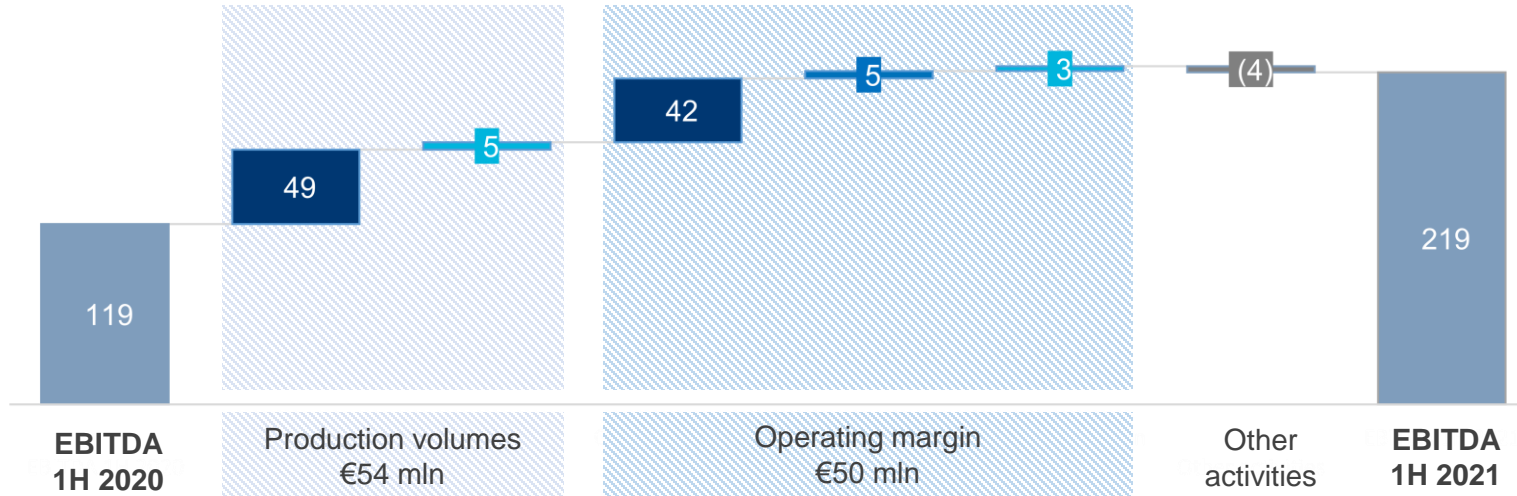 5
3
(4)
42
5
49
219
119
EBITDA
1H 2020
Production volumes
€54 mln
Operating margin
€50 mln
Other
activities
EBITDA
1H 2021